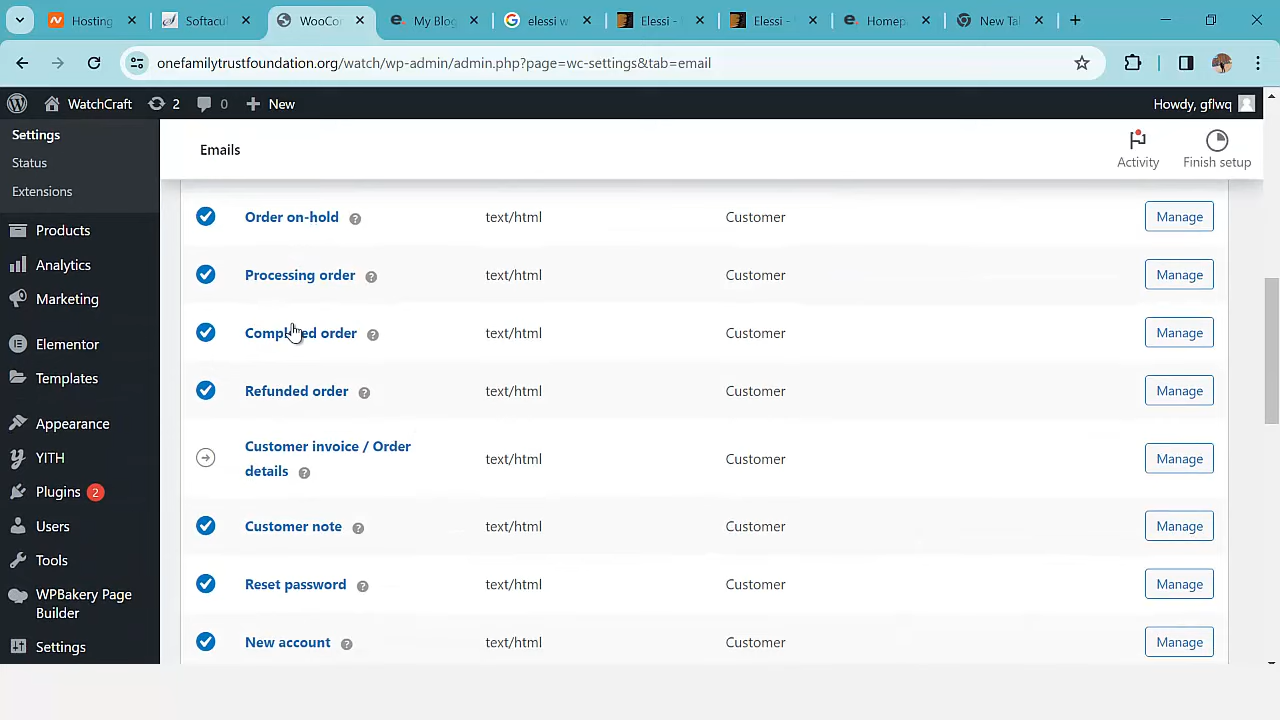 Hosting
Softacul
WooCor
My Blog
elessi w
Elessi -
Elessi -
Homep
New Tal
onefamilytrustfoundation.org/watch/wp-admin/admin.php?page=wc-settings&tab=email
WatchCraft
2
0
New
Howdy, gflwq
Settings
Status
Extensions
Products
Analytics
Marketing
Elementor
Templates
Appearance
YITH
Plugins 2
Users
Tools
WPBakery Page
Builder
Settings
Emails
Activity
Finish setup
Order on-hold ? text/html Customer Manage
Processing order ? text/html Customer Manage
Completed order ? text/html Customer Manage
Refunded order ? text/html Customer Manage
Customer invoice / Order
details ? text/html Customer Manage
Customer note ? text/html Customer Manage
Reset password ? text/html Customer Manage
New account ? text/html Customer Manage